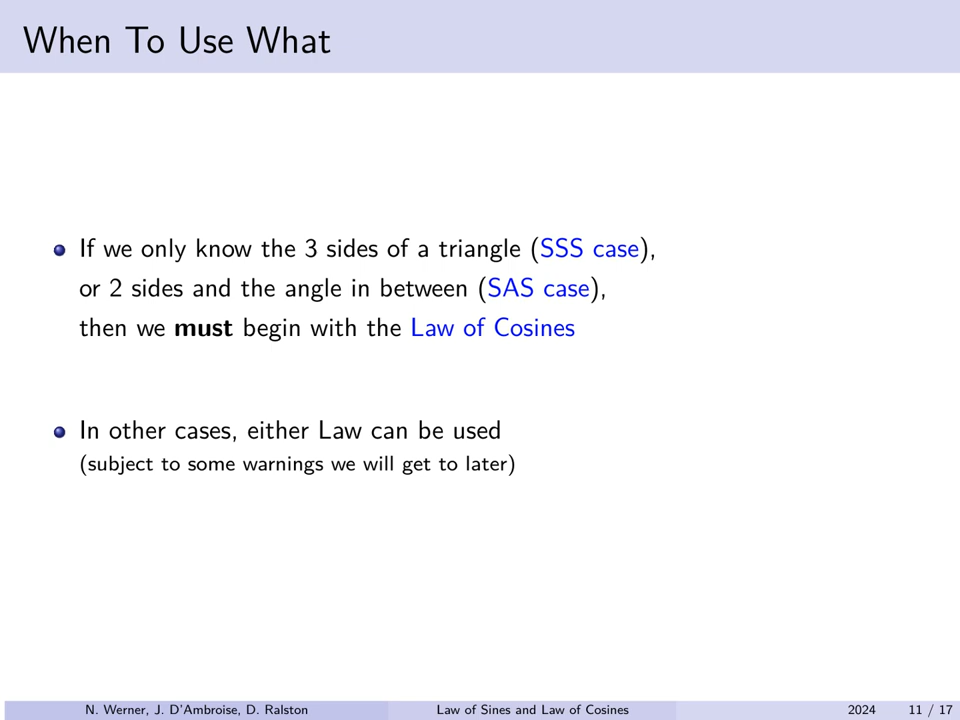 When To Use What
If we only know the 3 sides of a triangle (SSS case),
or 2 sides and the angle in between (SAS case),
then we must begin with the Law of Cosines
In other cases, either Law can be used
(subject to some warnings we will get to later)
N. Werner, J. D'Ambroise, D. Ralston
Law of Sines and Law of Cosines
2024
11 / 17